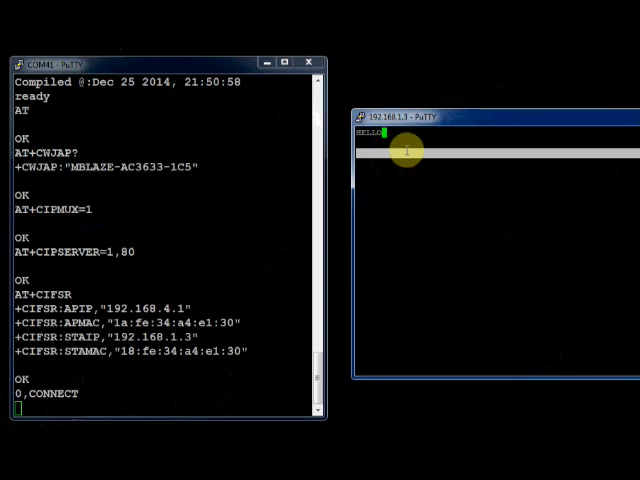 COM41 - PuTTY
Compiled @:Dec 25 2014, 21:50:58
ready
AT
OK
AT+CWJAP?
+CWJAP:"MBLAZE-AC3633-1C5"
OK
AT+CIPMUX=1
OK
AT+CIPSERVER=1,80
OK
AT+CIFSR
+CIFSR:APIP,"192.168.4.1"
+CIFSR:APMAC,"1a:fe:34:a4:e1:30"
+CIFSR:STAIP,"192.168.1.3"
+CIFSR:STAMAC,"18:fe:34:a4:e1:30"
OK
0,CONNECT
192.168.1.3 - PuTTY
HELLO